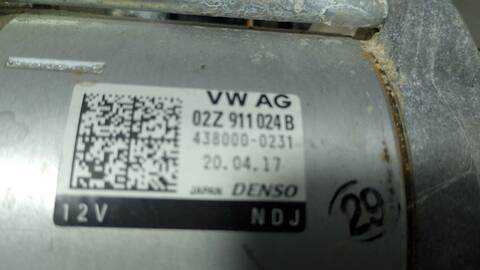 VW AG
02Z 911 024 B
438000-0231
20.04.17
JAPAN DENSO
12V NDJ
29